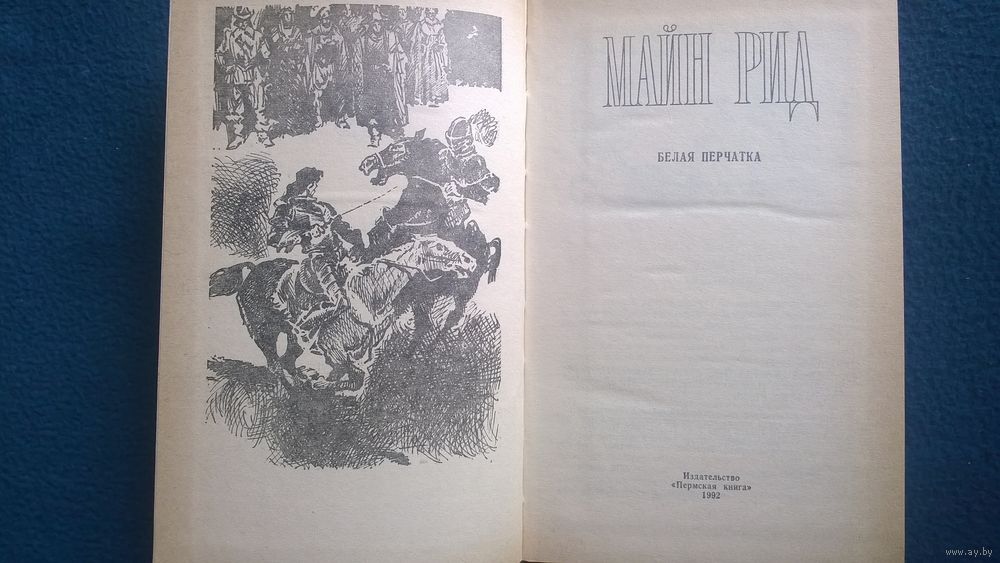 МАЙН РИД
БЕЛАЯ ПЕРЧАТКА
Издательство
«Пермская книга»
1992
www.ay.by